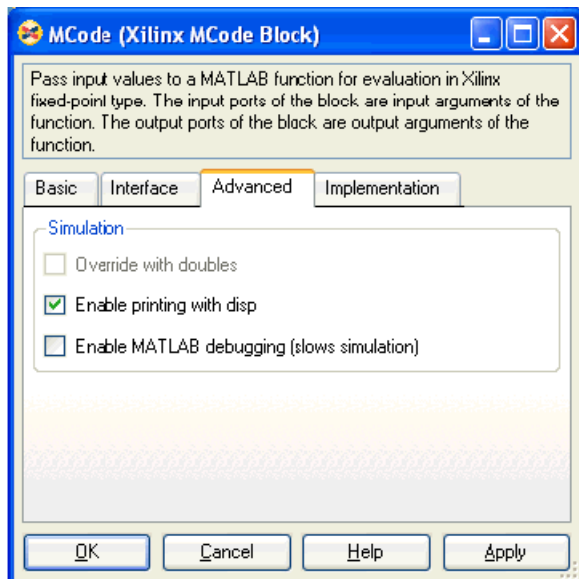 MCode (Xilinx MCode Block)
Pass input values to a MATLAB function for evaluation in Xilinx
fixed-point type. The input ports of the block are input arguments of the
function. The output ports of the block are output arguments of the
function.
Basic Interface Advanced Implementation
Simulation
Override with doubles
Enable printing with disp
Enable MATLAB debugging (slows simulation)
OK Cancel Help Apply